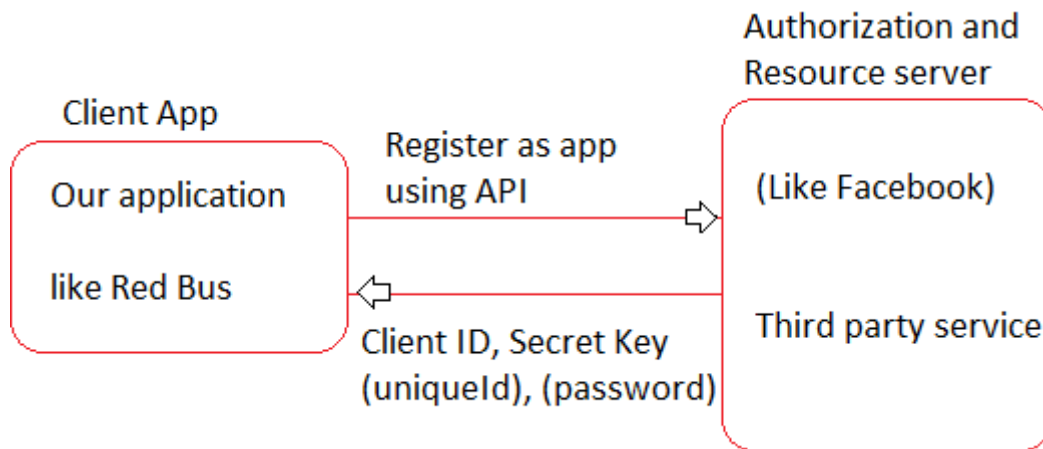 Client App
Our application
like Red Bus
Register as app
using API
Client ID, Secret Key
(uniqueId), (password)
Authorization and
Resource server
(Like Facebook)
Third party service